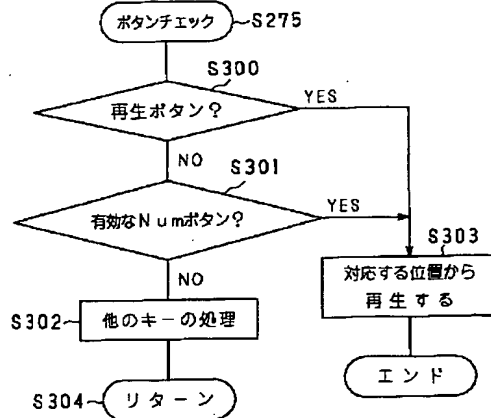 ボタンチェック S275
S300
再生ボタン? YES
NO
S301
有効なNumボタン? YES
NO
S303
対応する位置から
再生する
S302 他のキーの処理
エンド
S304 リターン